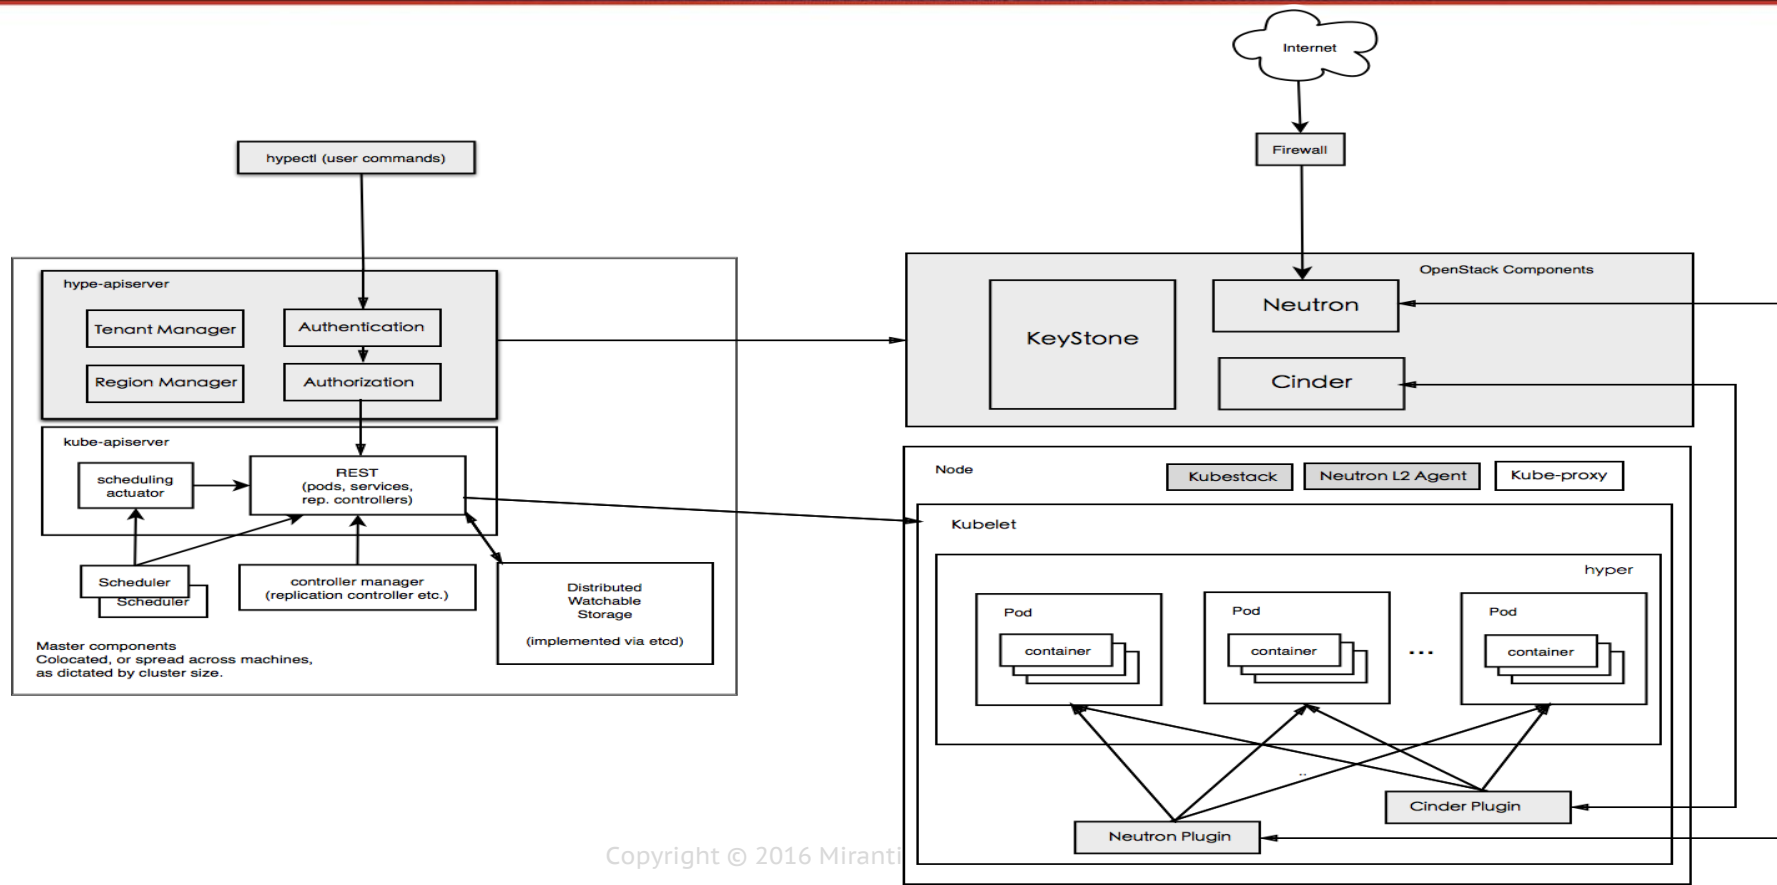 Internet
Firewall
hypectl (user commands)
hype-apiserver
Tenant Manager
Authentication
Region Manager
Authorization
kube-apiserver
scheduling
actuator
REST
(pods, services,
rep. controllers)
Scheduler
Scheduler
controller manager
(replication controller etc.)
Distributed
Watchable
Storage
(implemented via etcd)
Master components
Colocated, or spread across machines,
as dictated by cluster size.
OpenStack Components
KeyStone
Neutron
Cinder
Node
Kubestack
Neutron L2 Agent
Kube-proxy
Kubelet
hyper
Pod
container
Pod
container
...
Pod
container
..
Cinder Plugin
Neutron Plugin
Copyright © 2016 Miranti